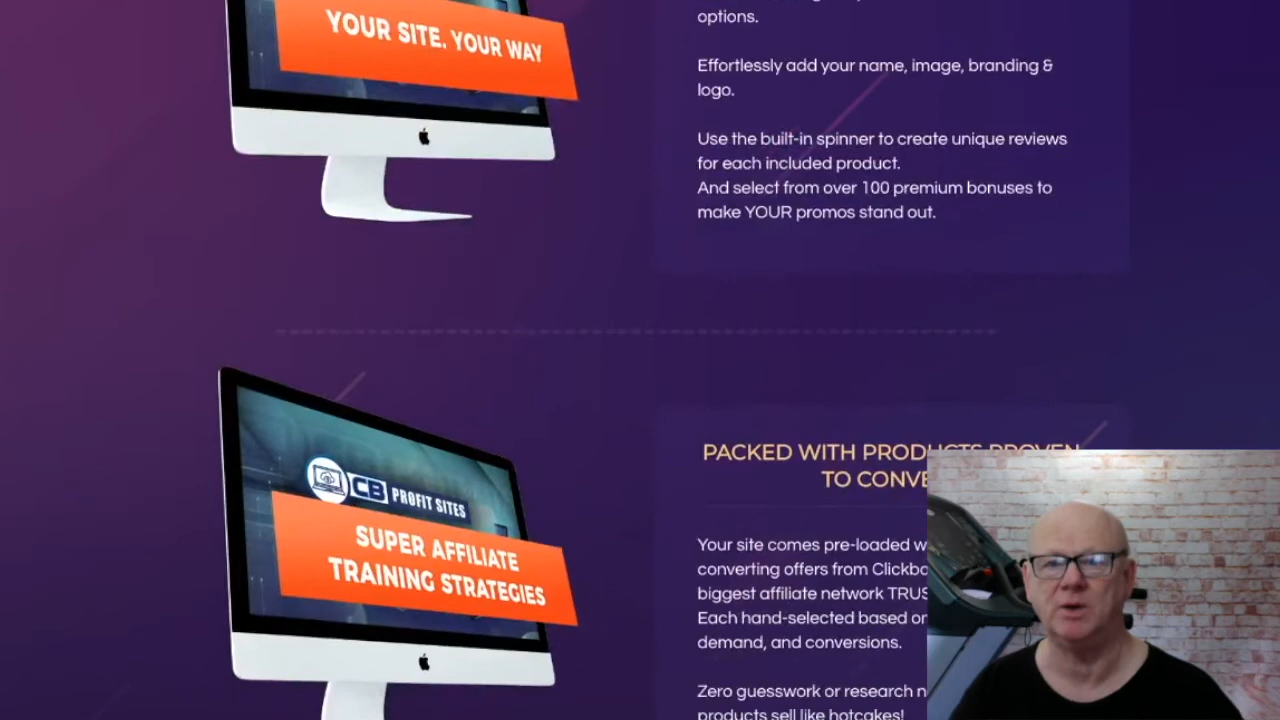 YOUR SITE. YOUR WAY
options.
Effortlessly add your name, image, branding &
logo.
Use the built-in spinner to create unique reviews
for each included product.
And select from over 100 premium bonuses to
make YOUR promos stand out.
CB PROFIT SITES
SUPER AFFILIATE
TRAINING STRATEGIES
PACKED WITH PRODUCTS PROVEN
TO CONVE
Your site comes pre-loaded w
converting offers from Clickba
biggest affiliate network TRUS
Each hand-selected based on
demand, and conversions.
Zero guesswork or research n
products sell like hotcakes!